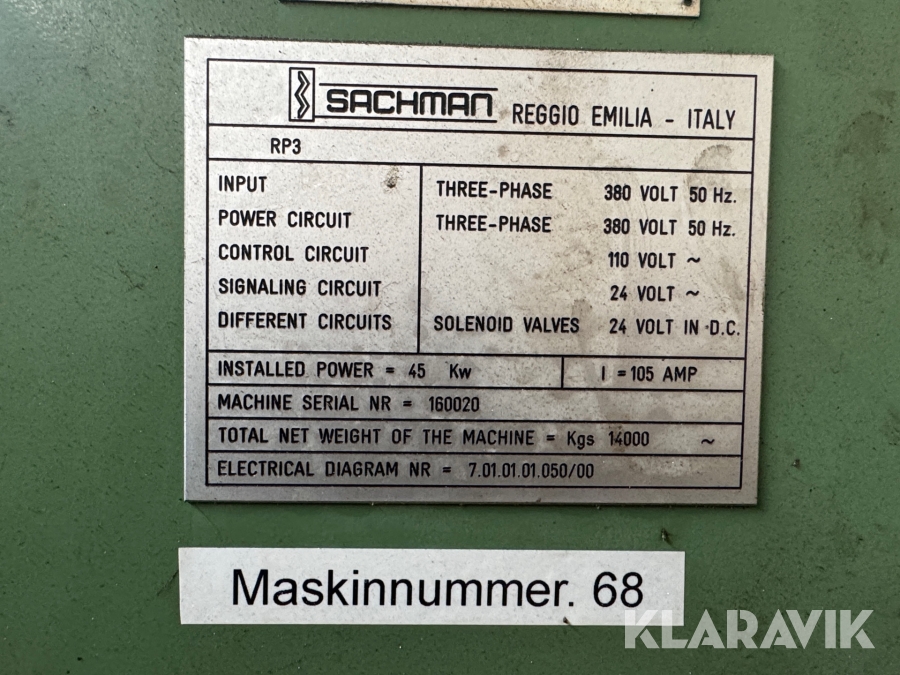 SACHMAN REGGIO EMILIA - ITALY
RP3
INPUT THREE-PHASE 380 VOLT 50 Hz.
POWER CIRCUIT THREE-PHASE 380 VOLT 50 Hz.
CONTROL CIRCUIT 110 VOLT ~
SIGNALING CIRCUIT 24 VOLT ~
DIFFERENT CIRCUITS SOLENOID VALVES 24 VOLT IN D.C.
INSTALLED POWER = 45 Kw I = 105 AMP
MACHINE SERIAL NR = 160020
TOTAL NET WEIGHT OF THE MACHINE = Kgs 14000 ~
ELECTRICAL DIAGRAM NR = 7.01.01.01.050/00
Maskinnummer. 68
KLARAVIK